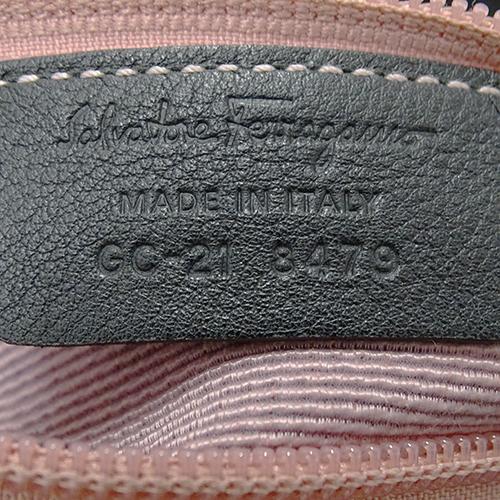 Salvatore Ferragamo
MADE IN ITALY
GC-21 8479